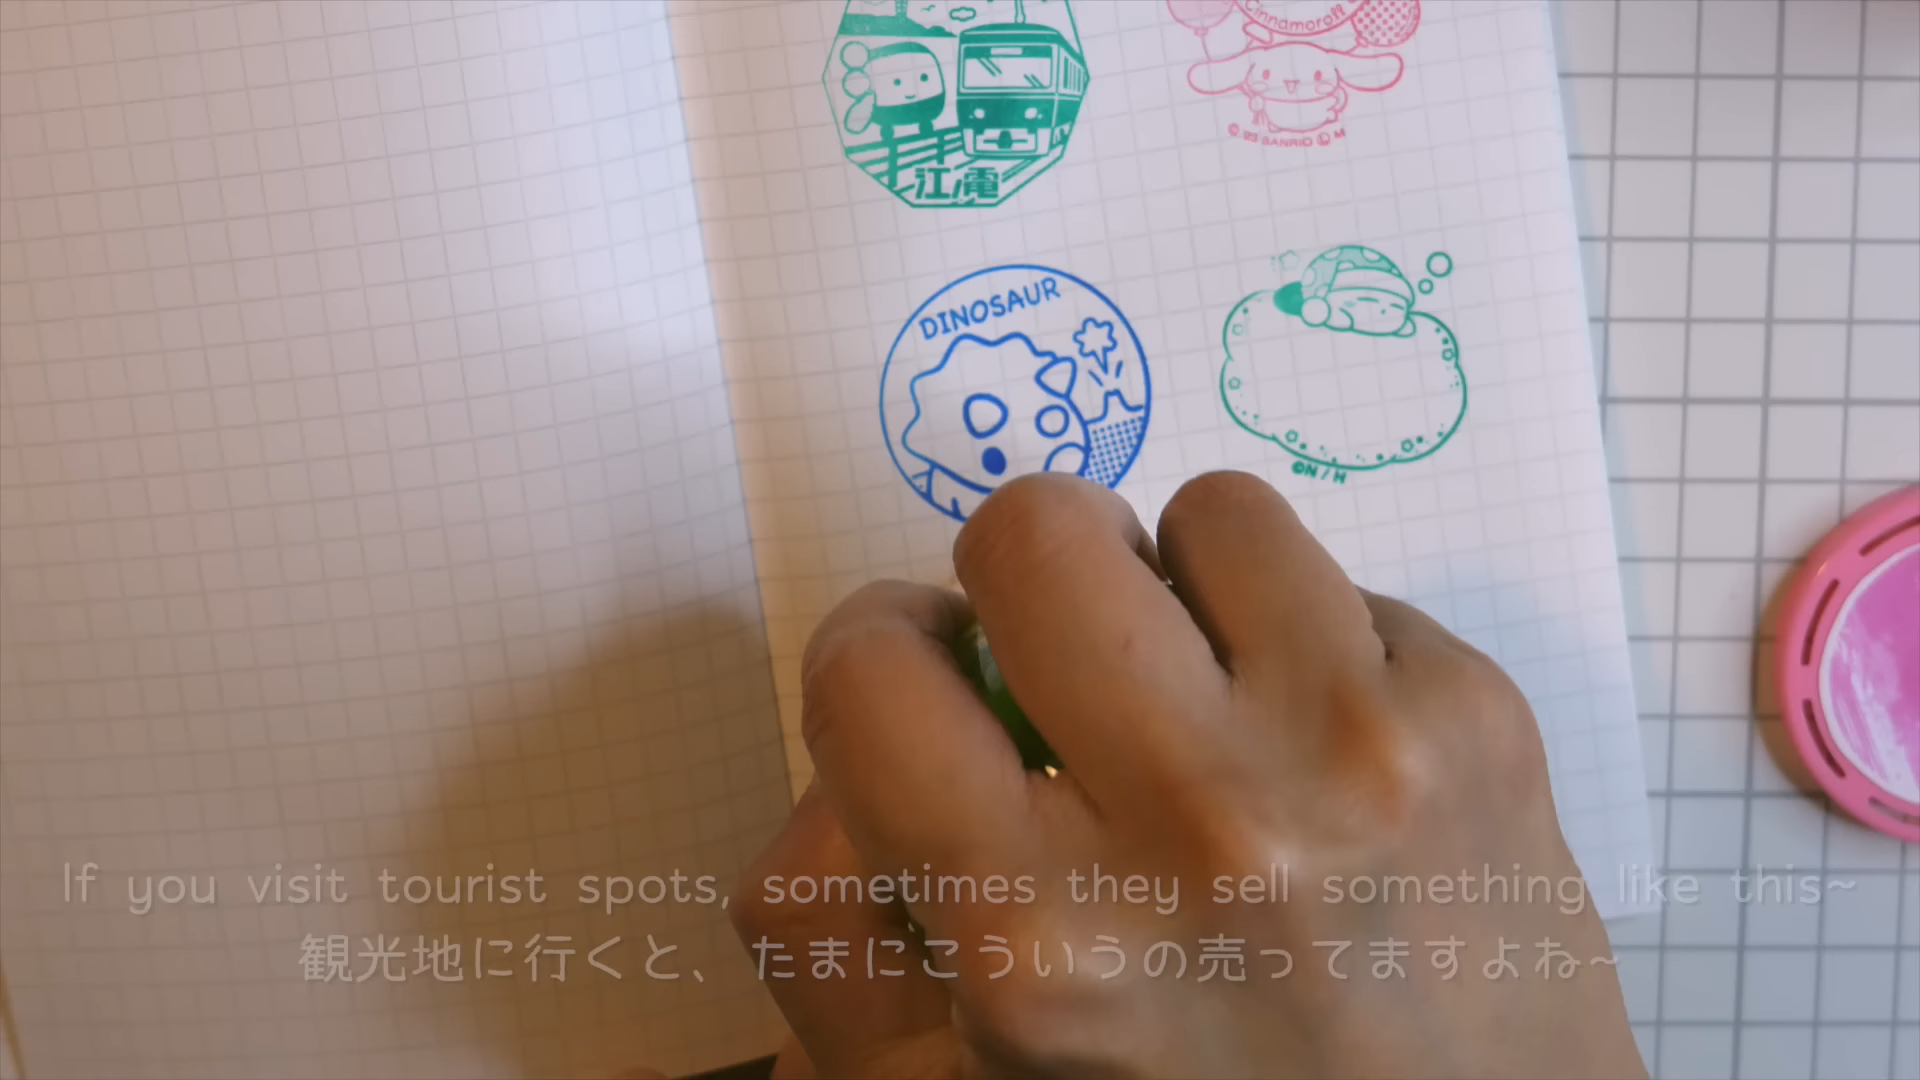 Cinnamoroll
© '23 SANRIO Ⓛ M
江ノ電
DINOSAUR
©N / H
If you visit tourist spots, sometimes they sell something like this~
観光地に行くと、たまにこういうの売ってますよね~